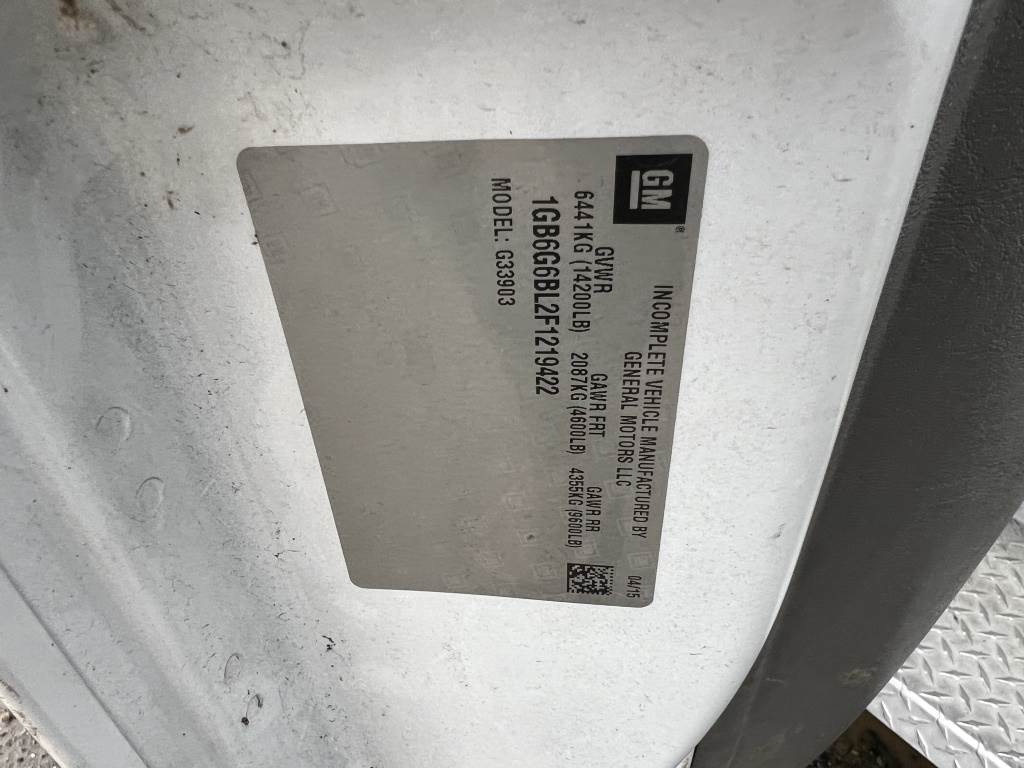 GM®
INCOMPLETE VEHICLE MANUFACTURED BY 04/15
GENERAL MOTORS LLC
GVWR GAWR FRT GAWR RR
6441KG (14200LB) 2087KG (4600LB) 4355KG (9600LB)
1GB6G6BL2F1219422
MODEL: G33903